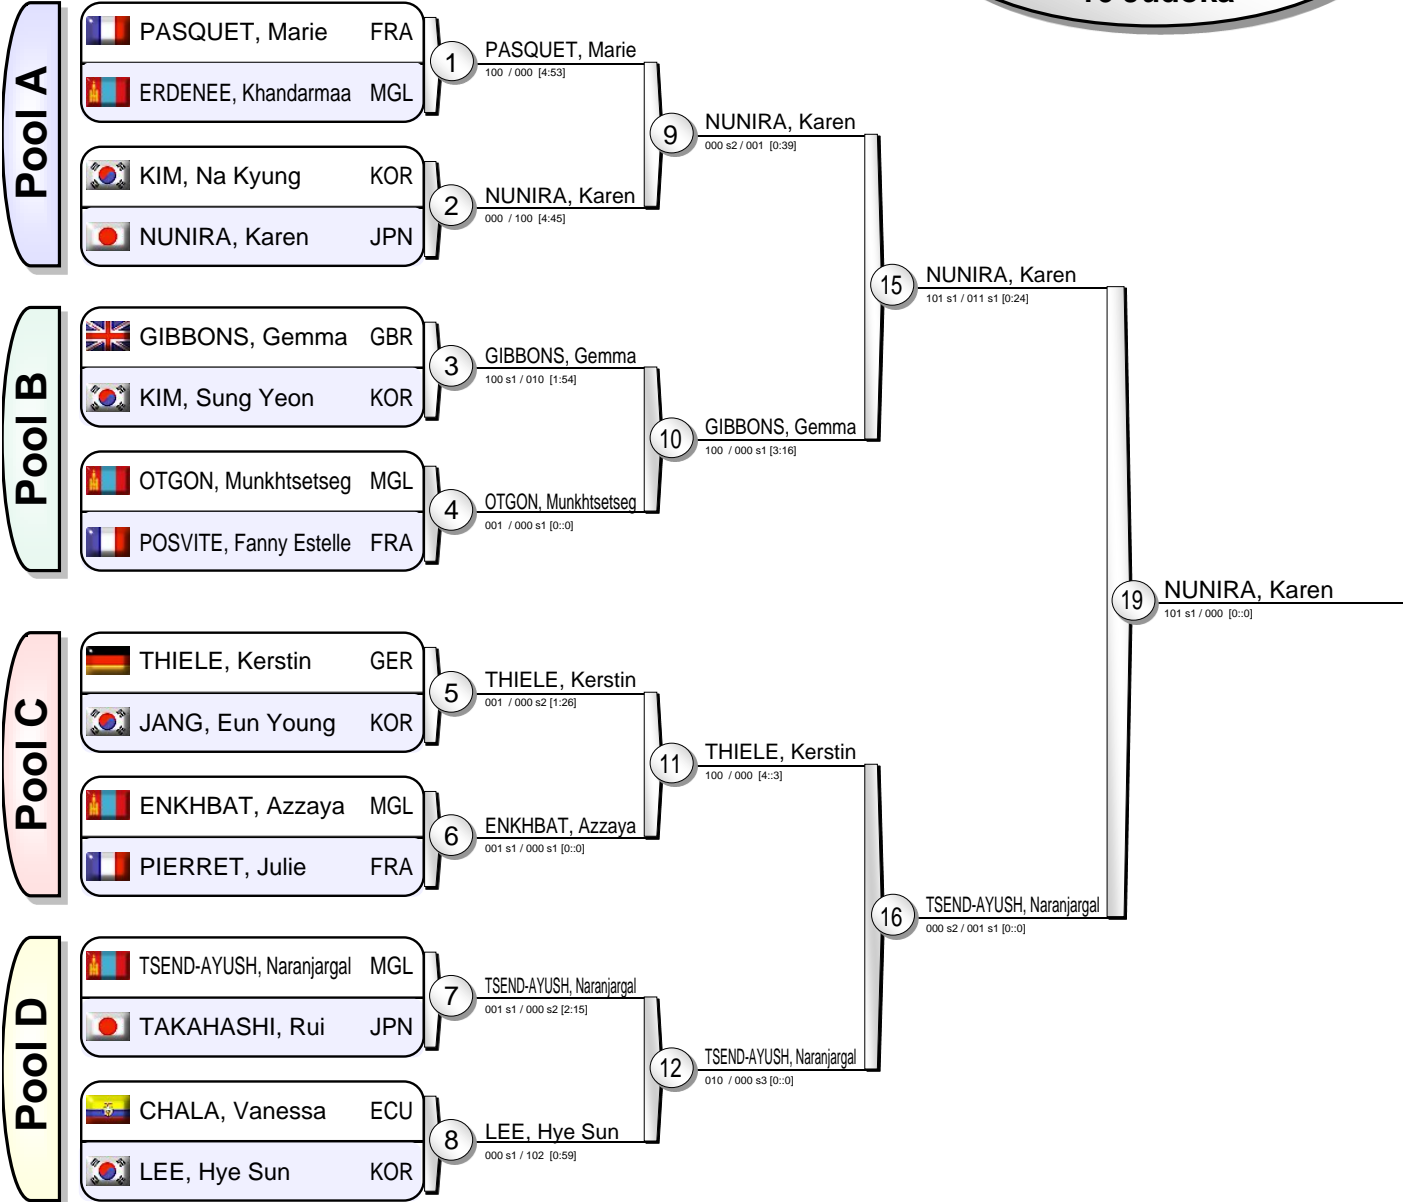 Pool A
PASQUET, Marie FRA
ERDENEE, Khandarmaa MGL
1
PASQUET, Marie
100 / 000 [4:53]
KIM, Na Kyung KOR
NUNIRA, Karen JPN
2
NUNIRA, Karen
000 / 100 [4:45]
9
NUNIRA, Karen
000 s2 / 001 [0:39]
Pool B
GIBBONS, Gemma GBR
KIM, Sung Yeon KOR
3
GIBBONS, Gemma
100 s1 / 010 [1:54]
OTGON, Munkhtsetseg MGL
POSVITE, Fanny Estelle FRA
4
OTGON, Munkhtsetseg
001 / 000 s1 [0::0]
10
GIBBONS, Gemma
100 / 000 s1 [3:16]
15
NUNIRA, Karen
101 s1 / 011 s1 [0:24]
Pool C
THIELE, Kerstin GER
JANG, Eun Young KOR
5
THIELE, Kerstin
001 / 000 s2 [1:26]
ENKHBAT, Azzaya MGL
PIERRET, Julie FRA
6
ENKHBAT, Azzaya
001 s1 / 000 s1 [0::0]
11
THIELE, Kerstin
100 / 000 [4::3]
Pool D
TSEND-AYUSH, Naranjargal MGL
TAKAHASHI, Rui JPN
7
TSEND-AYUSH, Naranjargal
001 s1 / 000 s2 [2:15]
CHALA, Vanessa ECU
LEE, Hye Sun KOR
8
LEE, Hye Sun
000 s1 / 102 [0:59]
12
TSEND-AYUSH, Naranjargal
010 / 000 s3 [0::0]
16
TSEND-AYUSH, Naranjargal
000 s2 / 001 s1 [0::0]
19
NUNIRA, Karen
101 s1 / 000 [0::0]